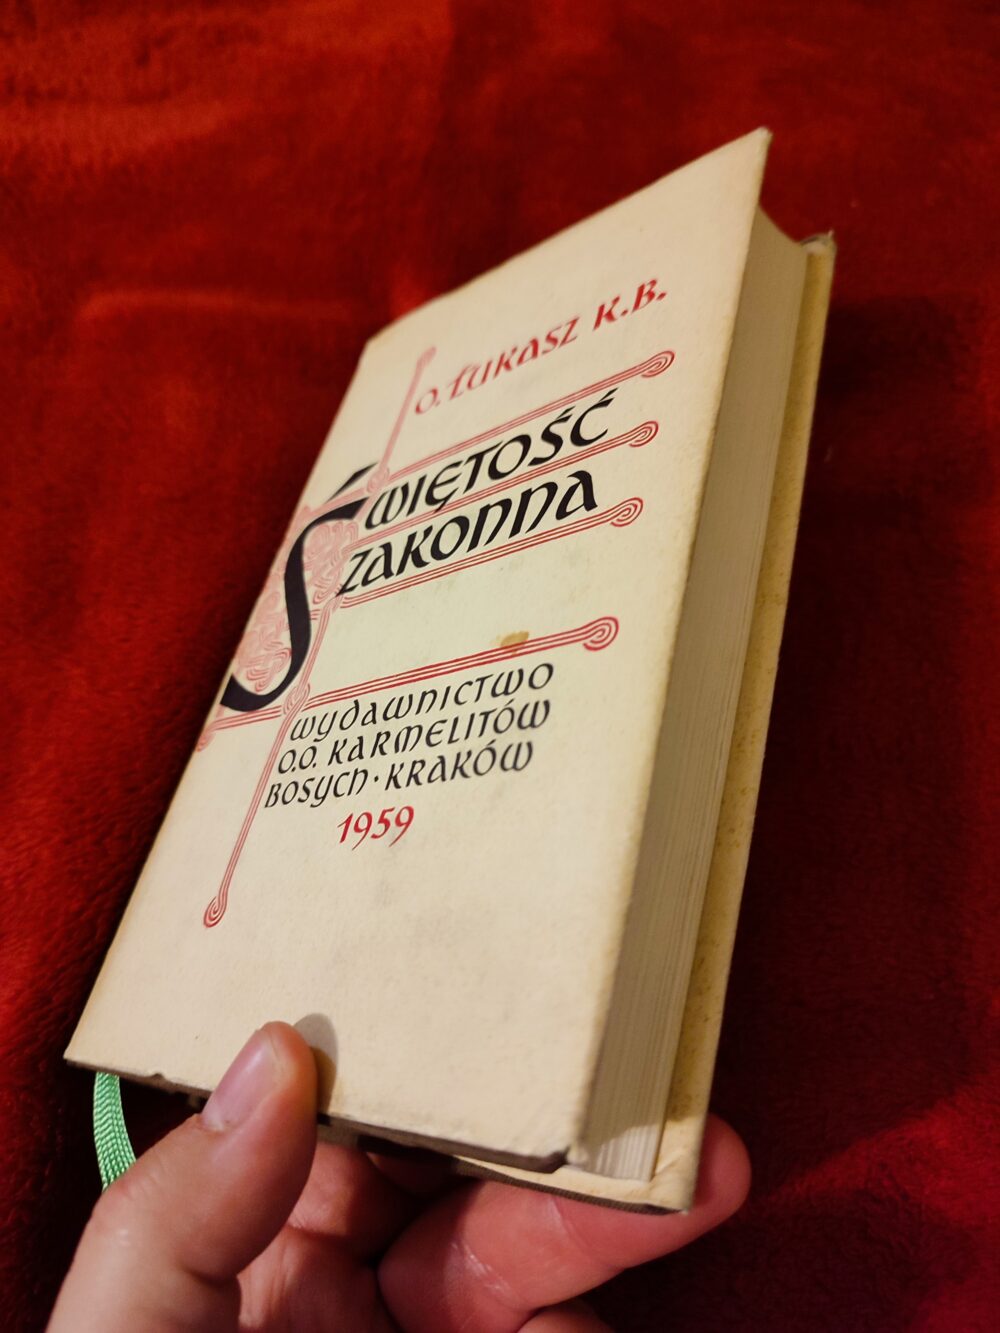 O. Łukasz K.B.
Świętość
zakonna
Wydawnictwo
O.O. Karmelitów
Bosych · Kraków
1959